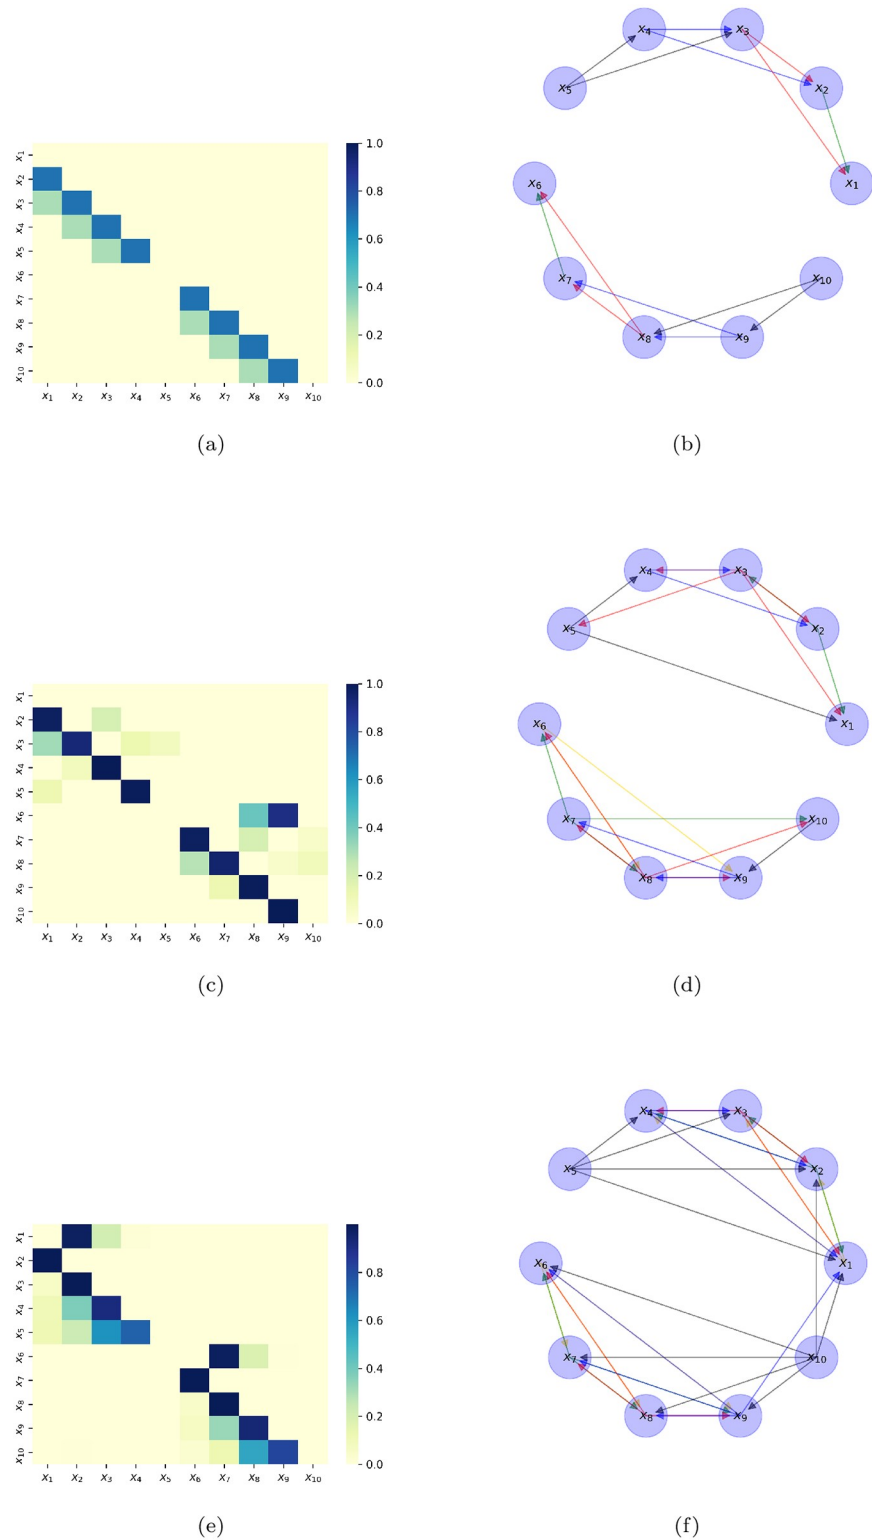 x₄ x₃
x₅ x₂
x₆ x₁
x₇ x₁₀
x₈ x₉
1.0
0.8
0.6
0.4
0.2
0.0
x₁
x₂
x₃
x₄
x₅
x₆
x₇
x₈
x₉
x₁₀
x₁ x₂ x₃ x₄ x₅ x₆ x₇ x₈ x₉ x₁₀
(a) (b)
x₄ x₃
x₅ x₂
x₆ x₁
x₇ x₁₀
x₈ x₉
1.0
0.8
0.6
0.4
0.2
0.0
x₁
x₂
x₃
x₄
x₅
x₆
x₇
x₈
x₉
x₁₀
x₁ x₂ x₃ x₄ x₅ x₆ x₇ x₈ x₉ x₁₀
(c) (d)
x₄ x₃
x₅ x₂
x₆ x₁
x₇ x₁₀
x₈ x₉
0.8
0.6
0.4
0.2
0.0
x₁
x₂
x₃
x₄
x₅
x₆
x₇
x₈
x₉
x₁₀
x₁ x₂ x₃ x₄ x₅ x₆ x₇ x₈ x₉ x₁₀
(e) (f)